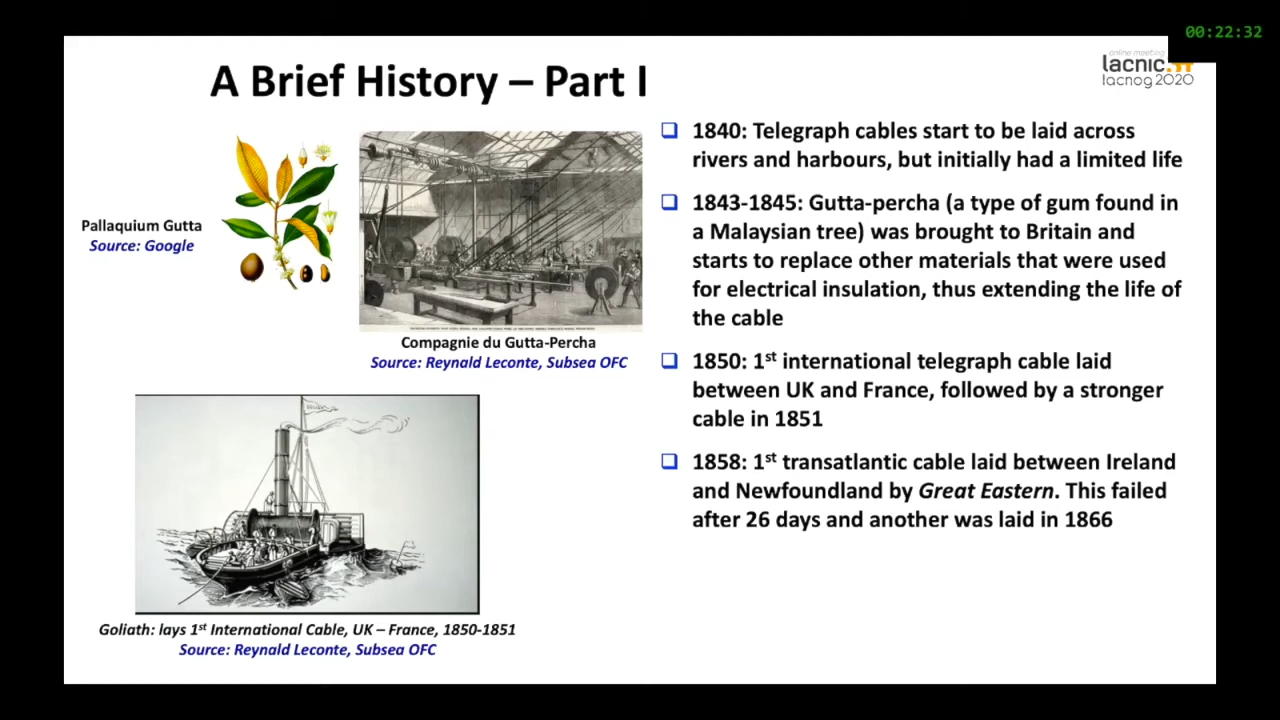 00:22:32
online meeting
lacnic
lacnog 2020
A Brief History – Part I
Pallaquium Gutta
Source: Google
Compagnie du Gutta-Percha
Source: Reynald Leconte, Subsea OFC
Goliath: lays 1st International Cable, UK – France, 1850-1851
Source: Reynald Leconte, Subsea OFC
❑ 1840: Telegraph cables start to be laid across
rivers and harbours, but initially had a limited life
❑ 1843-1845: Gutta-percha (a type of gum found in
a Malaysian tree) was brought to Britain and
starts to replace other materials that were used
for electrical insulation, thus extending the life of
the cable
❑ 1850: 1st international telegraph cable laid
between UK and France, followed by a stronger
cable in 1851
❑ 1858: 1st transatlantic cable laid between Ireland
and Newfoundland by Great Eastern. This failed
after 26 days and another was laid in 1866